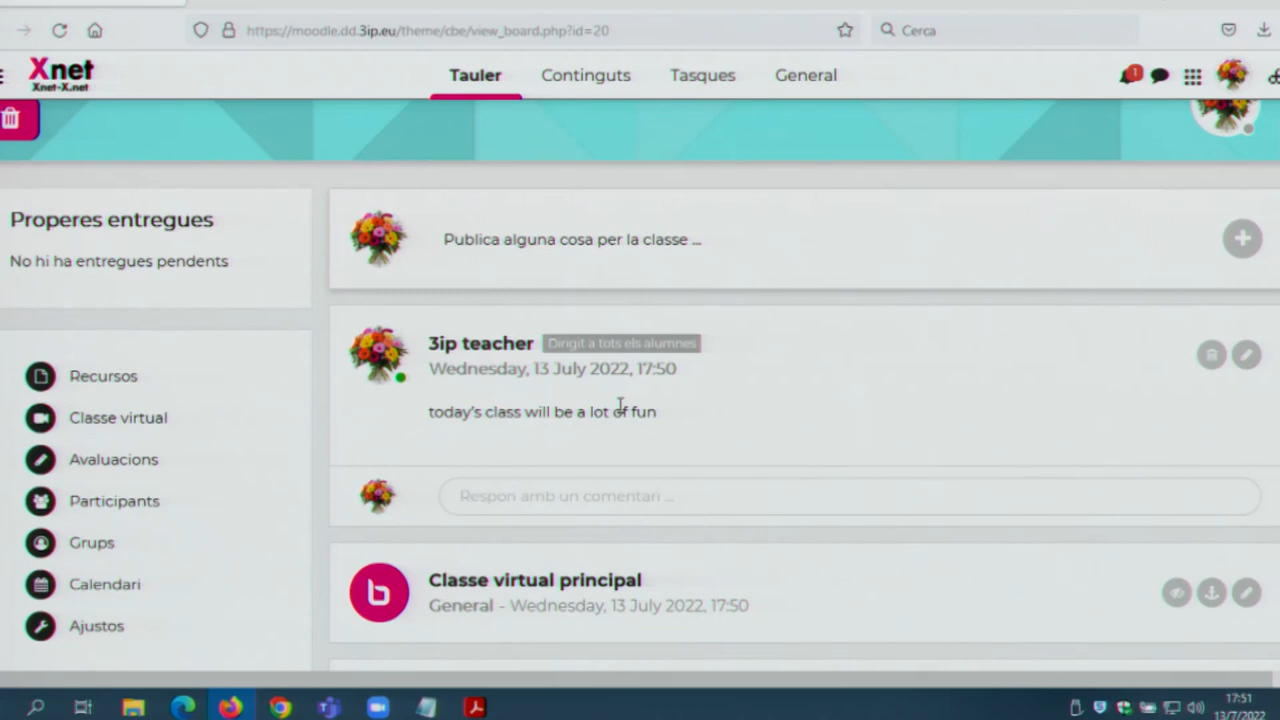 https://moodle.dd.3ip.eu/theme/cbe/view_board.php?id=20
Cerca
Xnet
Xnet-X.net
Tauler
Continguts
Tasques
General
1
Properes entregues
No hi ha entregues pendents
Recursos
Classe virtual
Avaluacions
Participants
Grups
Calendari
Ajustos
Publica alguna cosa per la classe ...
3ip teacher
Dirigit a tots els alumnes
Wednesday, 13 July 2022, 17:50
today's class will be a lot of fun
Respon amb un comentari ...
b
Classe virtual principal
General - Wednesday, 13 July 2022, 17:50
17:51
13/7/2022